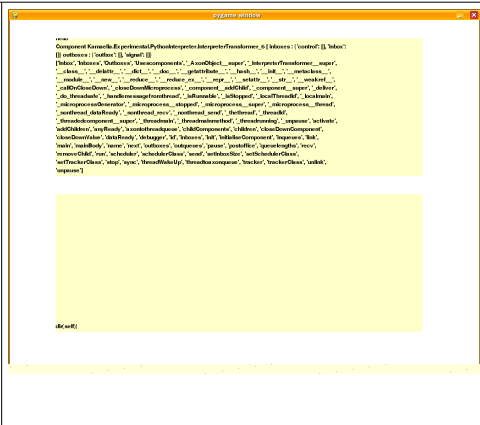 pygame window
hello
Component Kamaelia.Experimental.PythonInterpreter.InterpreterTransformer_6 [ inboxes : {'control': [], 'inbox':
[]} outboxes : {'outbox': [], 'signal': []}
['Inbox', 'Inboxes', 'Outboxes', 'Usescomponents', '_AxonObject__super', '_InterpreterTransformer__super',
'__class__', '__delattr__', '__dict__', '__doc__', '__getattribute__', '__hash__', '__init__', '__metaclass__',
'__module__', '__new__', '__reduce__', '__reduce_ex__', '__repr__', '__setattr__', '__str__', '__weakref__',
'_callOnCloseDown', '_closeDownMicroprocess', '_component__addChild', '_component__super', '_deliver',
'_do_threadsafe', '_handlemessagefromthread', '_isRunnable', '_isStopped', '_localThreadid', '_localmain',
'_microprocessGenerator', '_microprocess__stopped', '_microprocess__super', '_microprocess__thread',
'_nonthread_dataReady', '_nonthread_recv', '_nonthread_send', '_thethread', '_threadid',
'_threadedcomponent__super', '_threadmain', '_threadmainmethod', '_threadrunning', '_unpause', 'activate',
'addChildren', 'anyReady', 'axontothreadqueue', 'childComponents', 'children', 'closeDownComponent',
'closeDownValue', 'dataReady', 'debugger', 'id', 'inboxes', 'init', 'initialiseComponent', 'inqueues', 'link',
'main', 'mainBody', 'name', 'next', 'outboxes', 'outqueues', 'pause', 'postoffice', 'queuelengths', 'recv',
'removeChild', 'run', 'scheduler', 'schedulerClass', 'send', 'setInboxSize', 'setSchedulerClass',
'setTrackerClass', 'stop', 'sync', 'threadWakeUp', 'threadtoaxonqueue', 'tracker', 'trackerClass', 'unlink',
'unpause']
dir(self)|